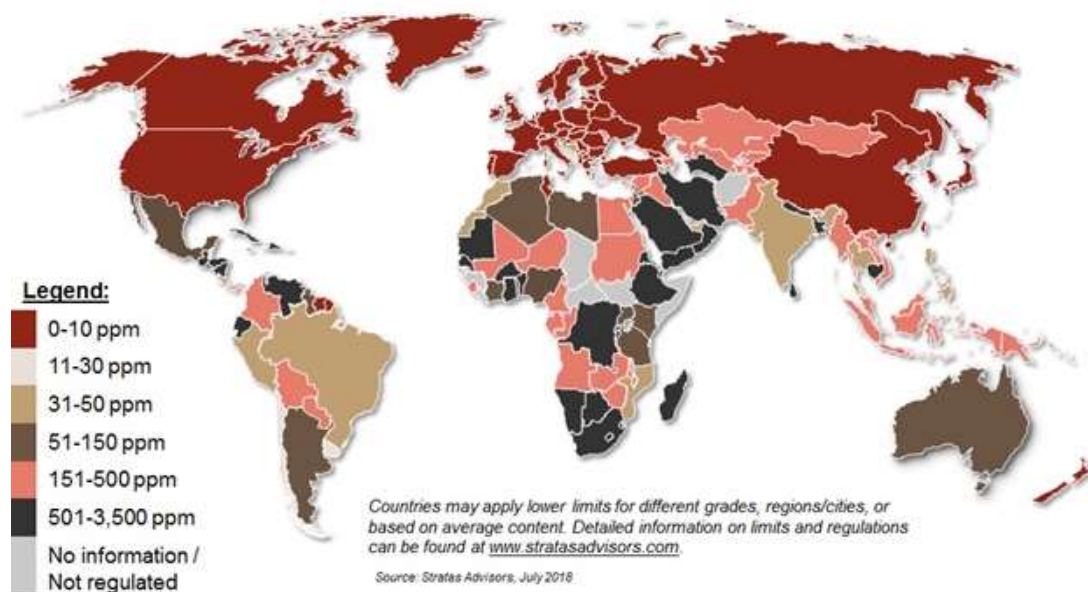 Legend:
0-10 ppm
11-30 ppm
31-50 ppm
51-150 ppm
151-500 ppm
501-3,500 ppm
No information /
Not regulated
Countries may apply lower limits for different grades, regions/cities, or
based on average content. Detailed information on limits and regulations
can be found at www.stratasadvisors.com.
Source: Stratas Advisors, July 2018